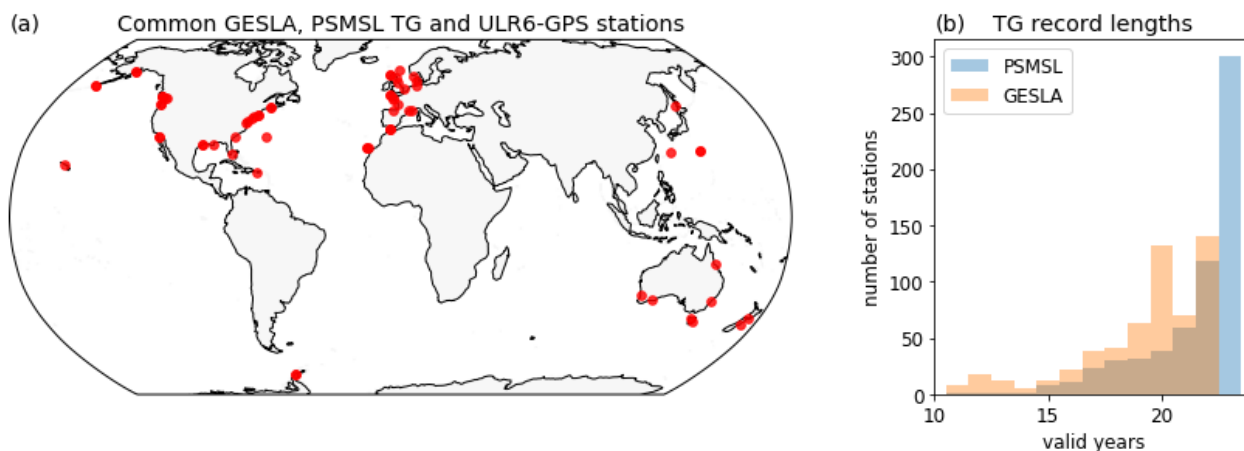 (a) Common GESLA, PSMSL TG and ULR6-GPS stations
(b) TG record lengths
PSMSL
GESLA
number of stations
300
250
200
150
100
50
0
10 15 20
valid years